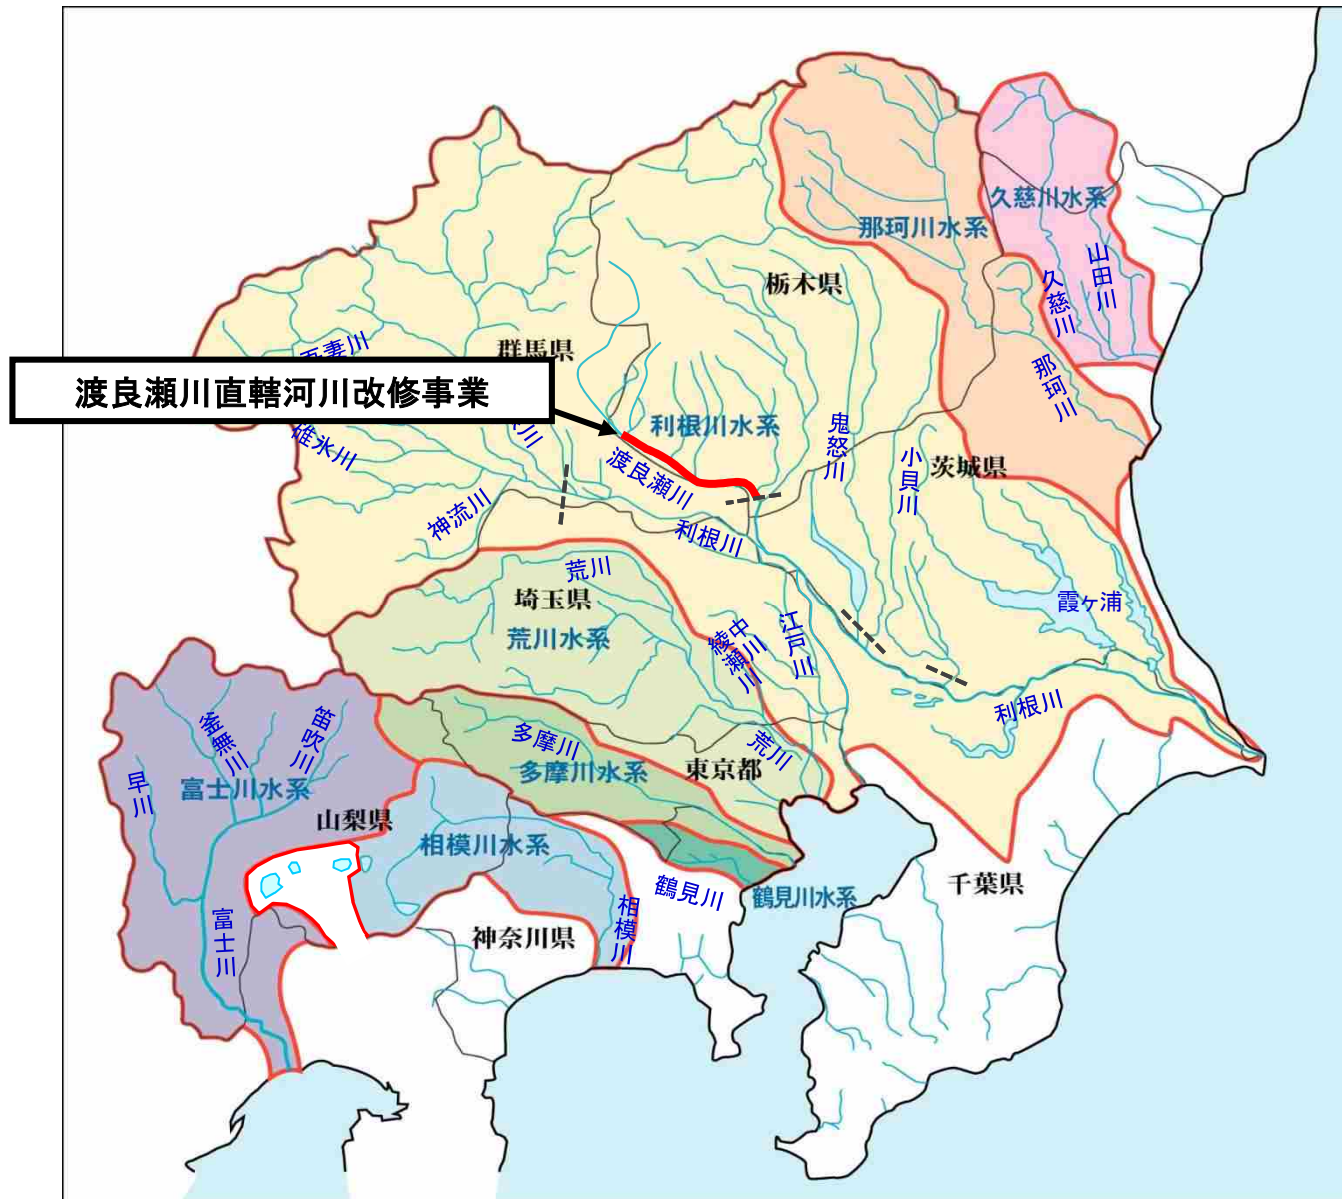 久慈川水系
那珂川水系
山田川
久慈川
栃木県
那珂川
群馬県
渡良瀬川直轄河川改修事業
利根川水系
鬼怒川
小貝川
茨城県
碓氷川
渡良瀬川
神流川
利根川
荒川
埼玉県
荒川水系
霞ヶ浦
江戸川
中川
綾瀬川
利根川
笛吹川
釜無川
早川
富士川水系
多摩川
多摩川水系
東京都
荒川
山梨県
相模川水系
千葉県
鶴見川
鶴見川水系
相模川
神奈川県
富士川